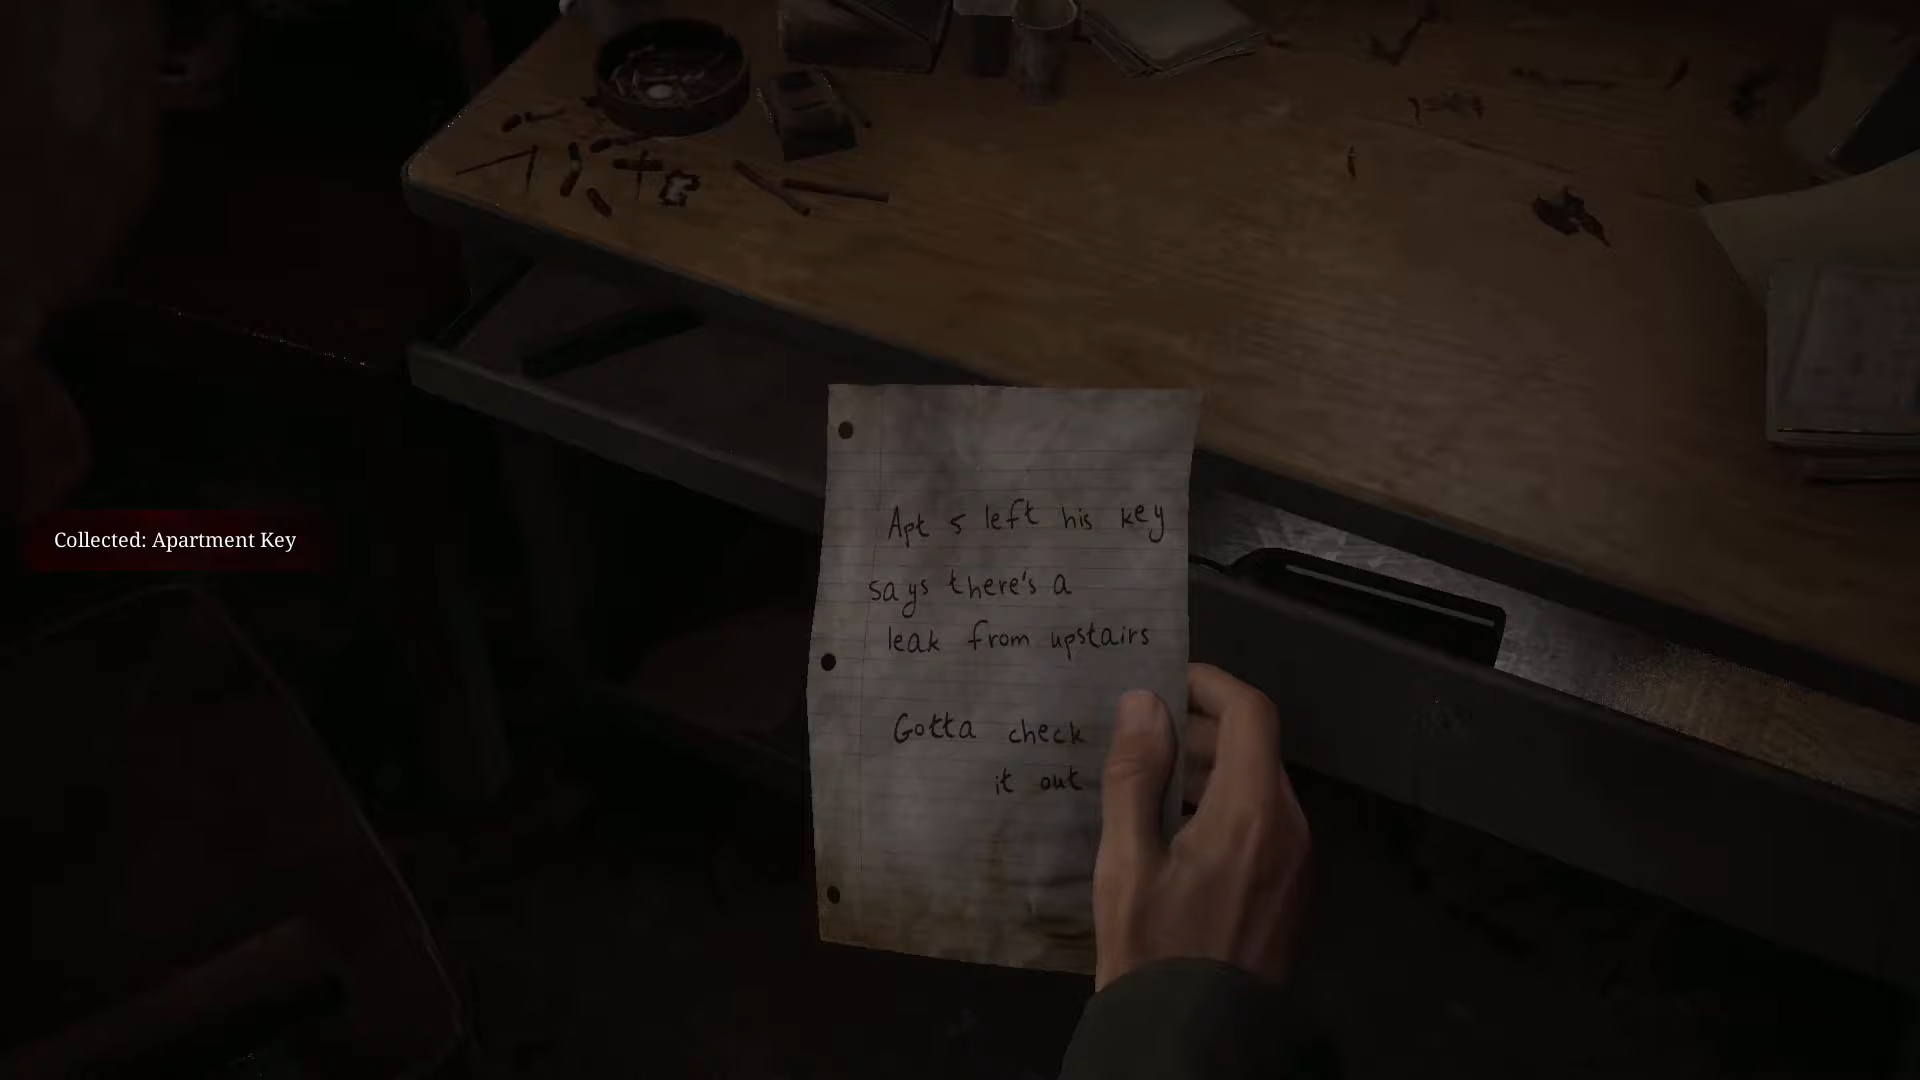 Collected: Apartment Key
Apt 5 left his key
says there's a
leak from upstairs
Gotta check
it out